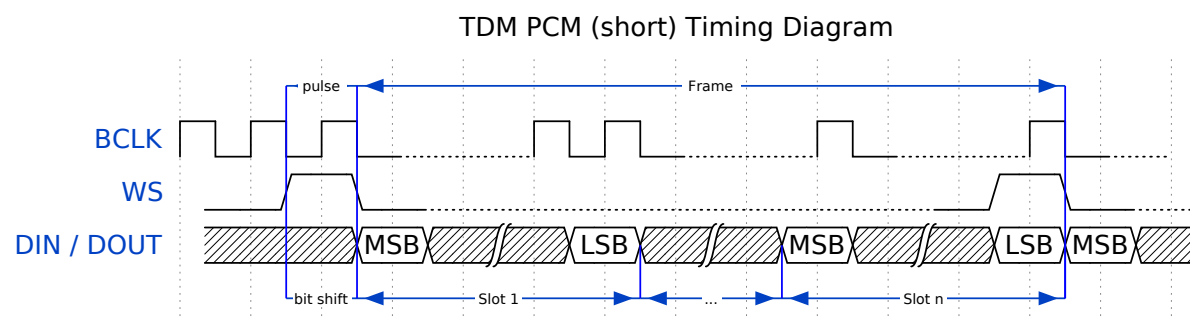 TDM PCM (short) Timing Diagram
pulse Frame
BCLK
WS
DIN / DOUT MSB LSB MSB LSB MSB
bit shift Slot 1 ... Slot n